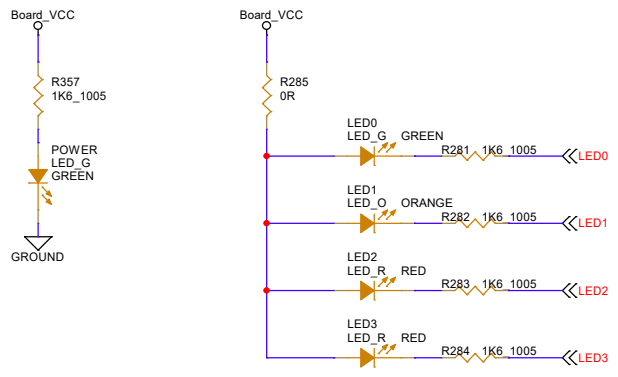 Board_VCC
R357
1K6_1005
POWER
LED_G
GREEN
GROUND
Board_VCC
R285
0R
LED0
LED_G GREEN
R281 1K6_1005
LED0
LED1
LED_O ORANGE
R282 1K6_1005
LED1
LED2
LED_R RED
R283 1K6_1005
LED2
LED3
LED_R RED
R284 1K6_1005
LED3